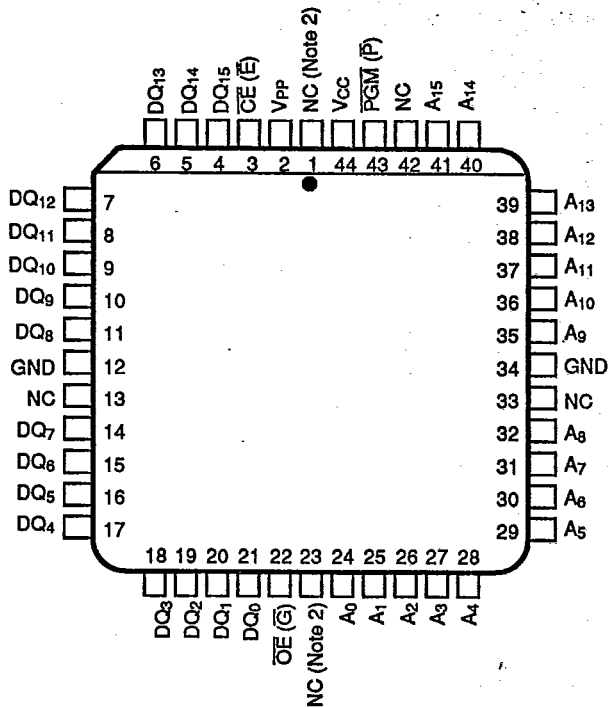 DQ13 DQ14 DQ15 CE (E) VPP NC (Note 2) VCC PGM (P) NC A15 A14
6 5 4 3 2 1 44 43 42 41 40
DQ12 7 39 A13
DQ11 8 38 A12
DQ10 9 37 A11
DQ9 10 36 A10
DQ8 11 35 A9
GND 12 34 GND
NC 13 33 NC
DQ7 14 32 A8
DQ6 15 31 A7
DQ5 16 30 A6
DQ4 17 29 A5
18 19 20 21 22 23 24 25 26 27 28
DQ3 DQ2 DQ1 DQ0 OE (G) NC (Note 2) A0 A1 A2 A3 A4